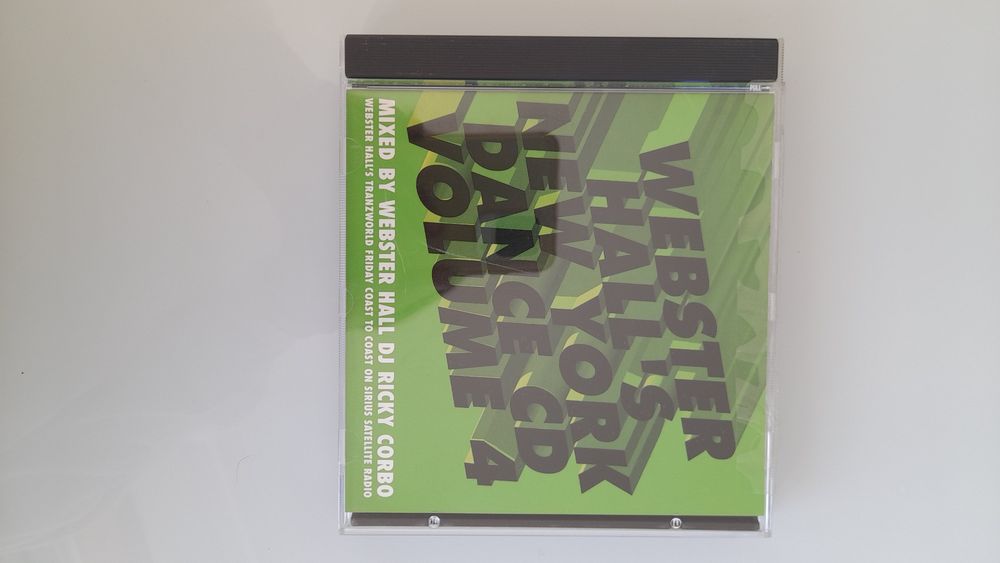 WEBSTER
HALL'S
NEW YORK
DANCE CD
VOLUME 4
MIXED BY WEBSTER HALL DJ RICKY CORBO
WEBSTER HALL'S TRANZWORLD FRIDAY COAST TO COAST ON SIRIUS SATELLITE RADIO